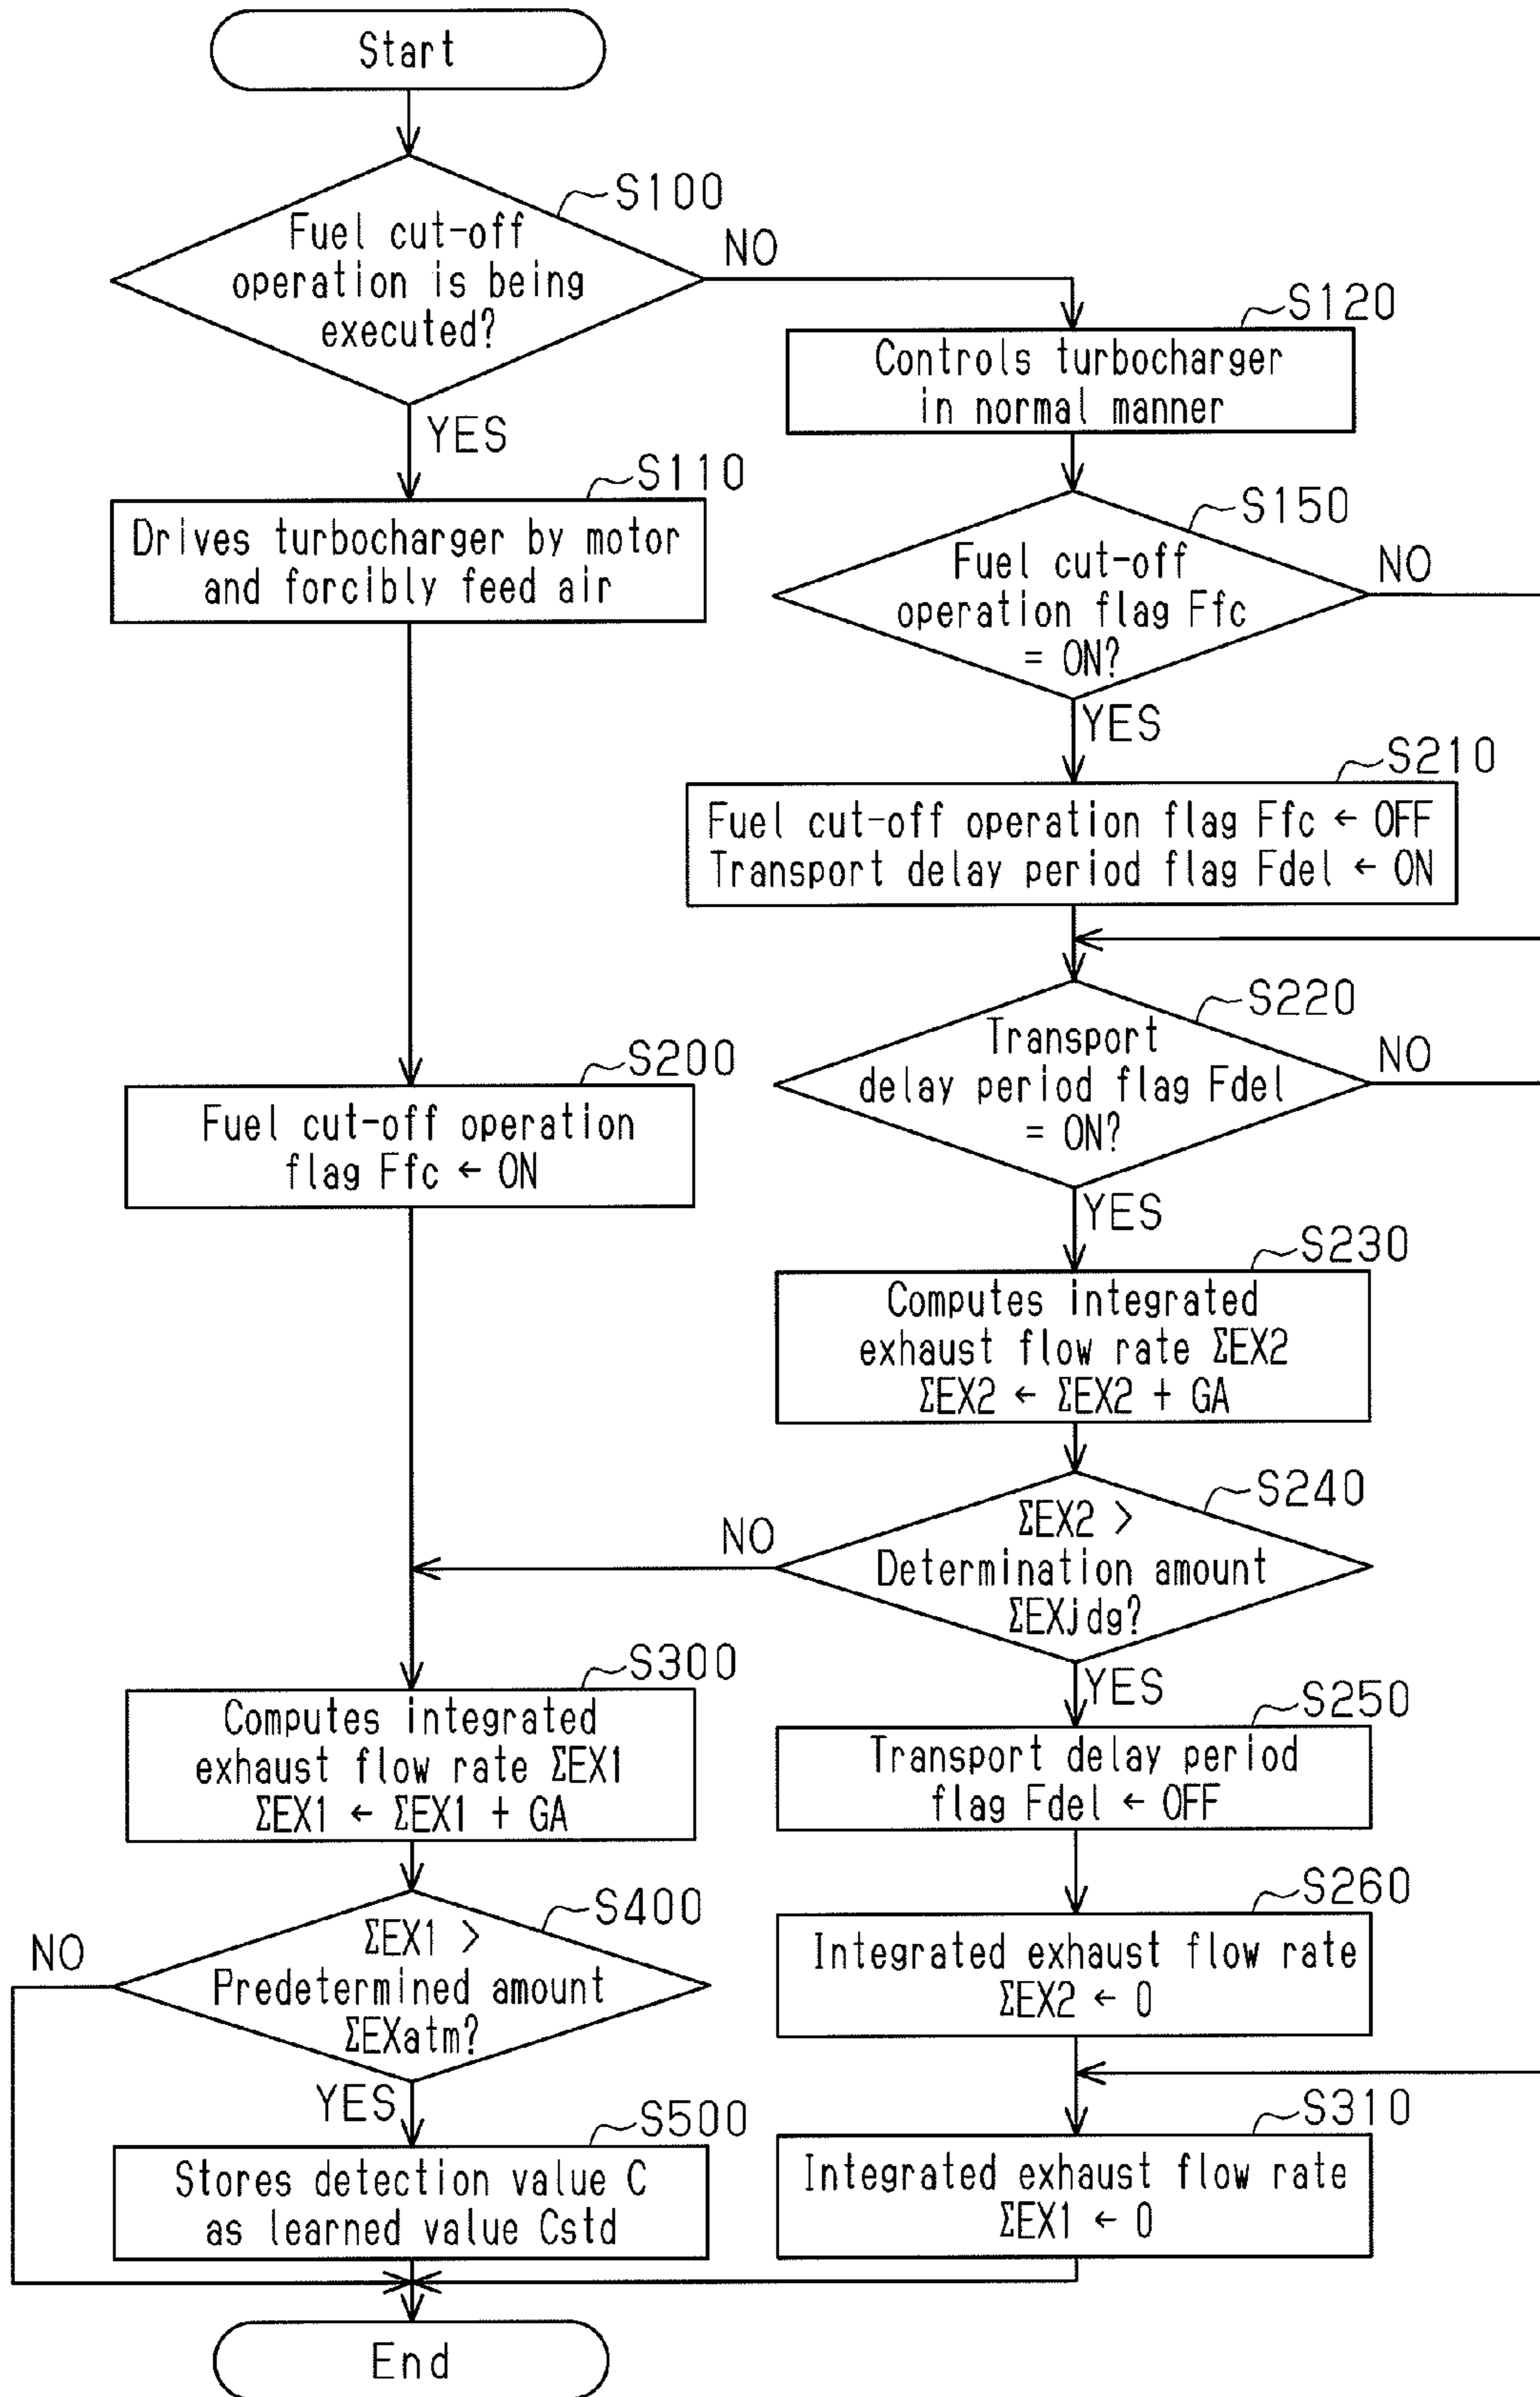 Start
S100
Fuel cut-off
operation is being
executed?
NO
YES
S120
Controls turbocharger
in normal manner
S110
Drives turbocharger by motor
and forcibly feed air
S150
Fuel cut-off
operation flag Ffc
= ON?
NO
YES
S210
Fuel cut-off operation flag Ffc ← OFF
Transport delay period flag Fdel ← ON
S220
Transport
delay period flag Fdel
= ON?
NO
YES
S200
Fuel cut-off operation
flag Ffc ← ON
S230
Computes integrated
exhaust flow rate ΣEX2
ΣEX2 ← ΣEX2 + GA
S240
ΣEX2 >
Determination amount
ΣEXjdg?
NO
YES
S300
Computes integrated
exhaust flow rate ΣEX1
ΣEX1 ← ΣEX1 + GA
S250
Transport delay period
flag Fdel ← OFF
S400
ΣEX1 >
Predetermined amount
ΣEXatm?
NO
YES
S260
Integrated exhaust flow rate
ΣEX2 ← 0
S500
Stores detection value C
as learned value Cstd
S310
Integrated exhaust flow rate
ΣEX1 ← 0
End